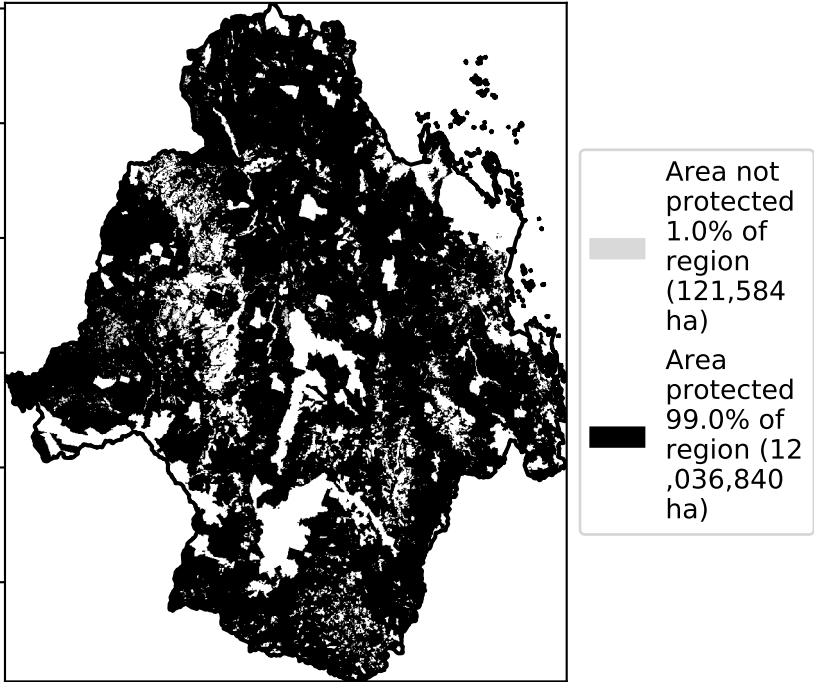 Area not
protected
1.0% of
region
(121,584
ha)
Area
protected
99.0% of
region (12
,036,840
ha)